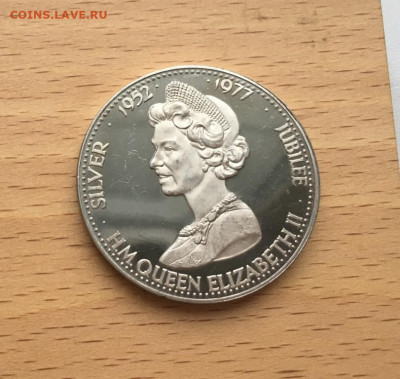 COINS.LAVE.RU
SILVER · 1952 · 1977 · JUBILEE ·
H.M. QUEEN ELIZABETH II